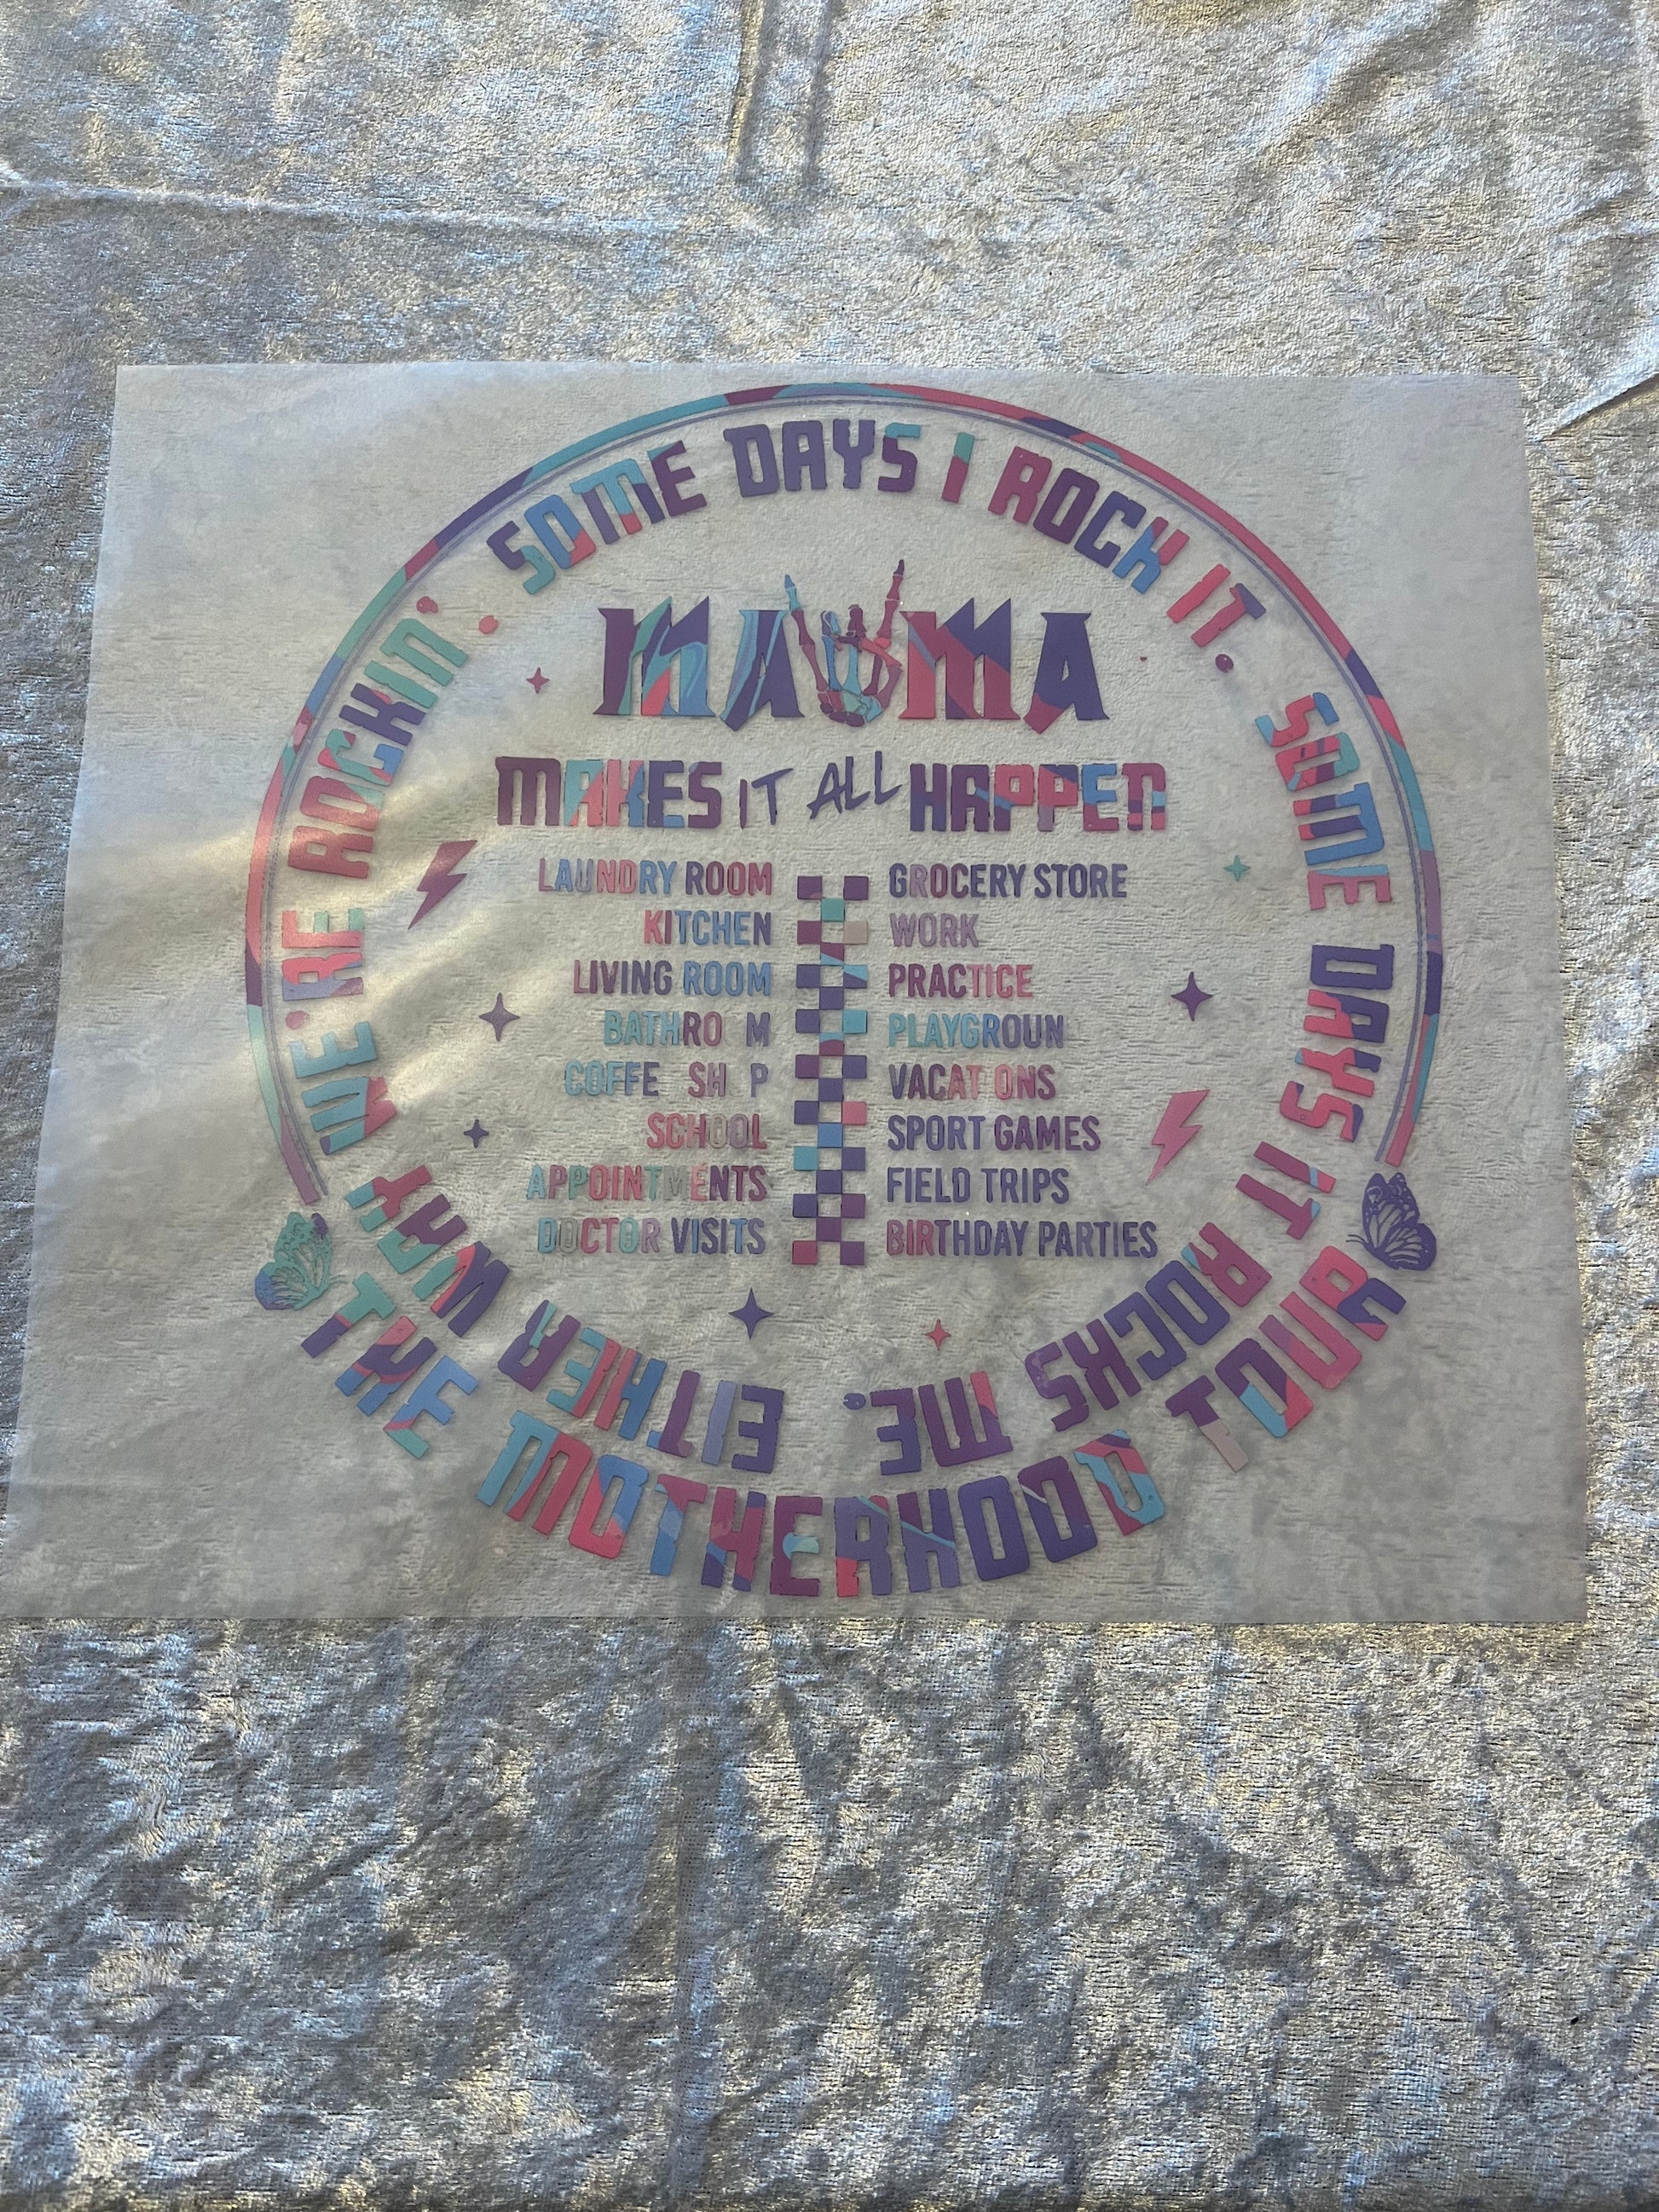 SOME DAYS I ROCK IT.
SOME DAYS IT ROCKS ME.
EITHER WAY WE'RE ROCKIN'
THE MOTHERHOOD TOUR
MAMA
MAKES IT ALL HAPPEN
LAUNDRY ROOM
KITCHEN
LIVING ROOM
BATHRO M
COFFE SH P
SCHOOL
APPOINTMENTS
DOCTOR VISITS
GROCERY STORE
WORK
PRACTICE
PLAYGROUN
VACAT ONS
SPORT GAMES
FIELD TRIPS
BIRTHDAY PARTIES